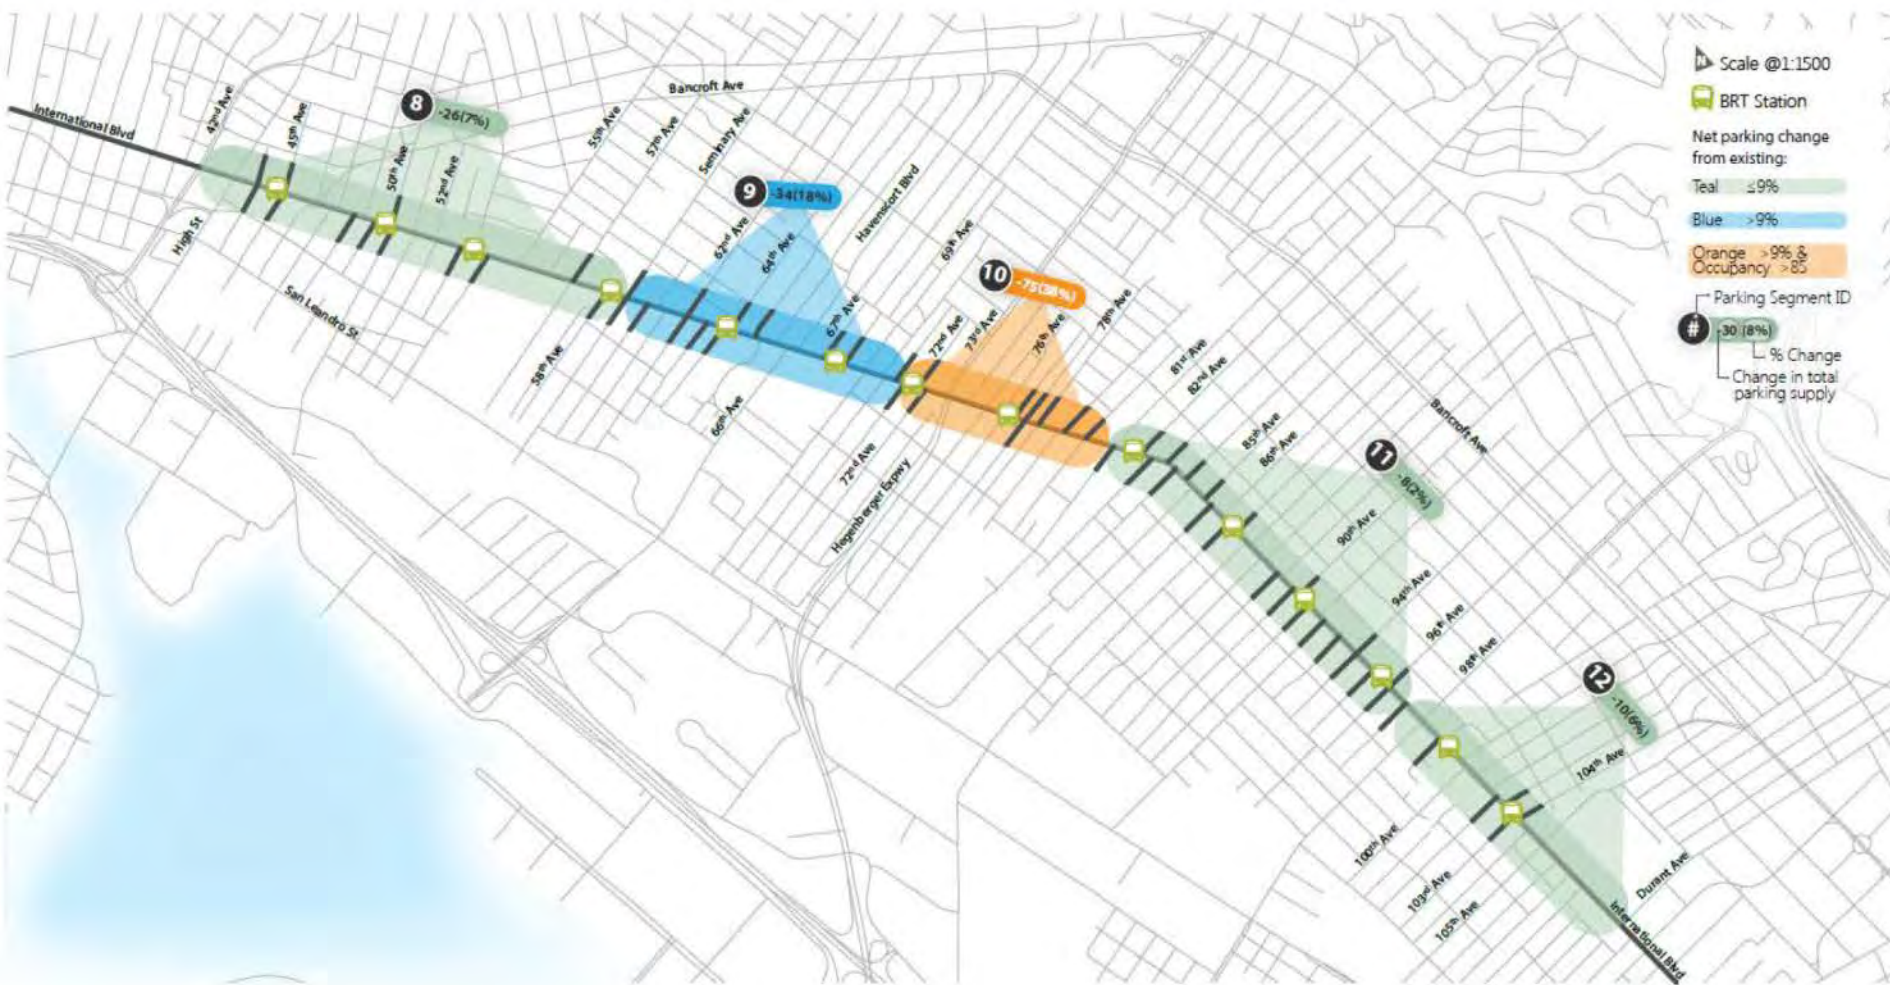 International Blvd
42nd Ave
45th Ave
8
-26(7%)
50th Ave
52nd Ave
High St
San Leandro St
Bancroft Ave
55th Ave
57th Ave
Seminary Ave
58th Ave
9
-34(18%)
62nd Ave
64th Ave
66th Ave
67th Ave
Havenscort Blvd
69th Ave
10
-75(38%)
72nd Ave
73rd Ave
76th Ave
78th Ave
72nd Ave
Hegenberger Expwy
81st Ave
82nd Ave
85th Ave
86th Ave
Bancroft Ave
11
-8(2%)
90th Ave
94th Ave
96th Ave
98th Ave
12
-10(6%)
104th Ave
100th Ave
103rd Ave
105th Ave
Durant Ave
International Blvd
N
Scale @1:1500
BRT Station
Net parking change
from existing:
Teal ≤9%
Blue >9%
Orange >9% &
Occupancy >85
Parking Segment ID
#
-30 (8%)
% Change
Change in total
parking supply